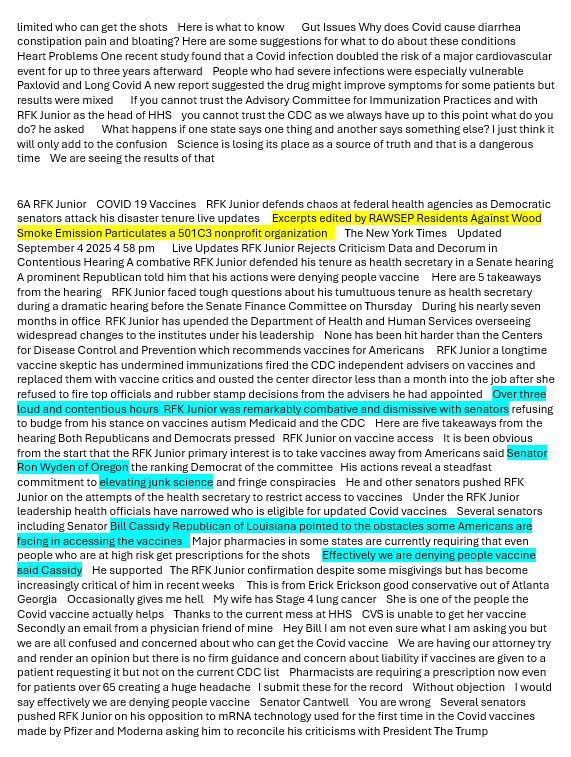 limited who can get the shots   Here is what to know     Gut Issues Why does Covid cause diarrhea
constipation pain and bloating? Here are some suggestions for what to do about these conditions
Heart Problems One recent study found that a Covid infection doubled the risk of a major cardiovascular
event for up to three years afterward   People who had severe infections were especially vulnerable
Paxlovid and Long Covid A new report suggested the drug might improve symptoms for some patients but
results were mixed     If you cannot trust the Advisory Committee for Immunization Practices and with
RFK Junior as the head of HHS   you cannot trust the CDC as we always have up to this point what do you
do? he asked     What happens if one state says one thing and another says something else? I just think it
will only add to the confusion   Science is losing its place as a source of truth and that is a dangerous
time   We are seeing the results of that
6A RFK Junior   COVID 19 Vaccines   RFK Junior defends chaos at federal health agencies as Democratic
senators attack his disaster tenure live updates    Excerpts edited by RAWSEP Residents Against Wood
Smoke Emission Particulates a 501C3 nonprofit organization     The New York Times   Updated
September 4 2025 4 58 pm     Live Updates RFK Junior Rejects Criticism Data and Decorum in
Contentious Hearing A combative RFK Junior defended his tenure as health secretary in a Senate hearing
A prominent Republican told him that his actions were denying people vaccine    Here are 5 takeaways
from the hearing   RFK Junior faced tough questions about his tumultuous tenure as health secretary
during a dramatic hearing before the Senate Finance Committee on Thursday   During his nearly seven
months in office  RFK Junior has upended the Department of Health and Human Services overseeing
widespread changes to the institutes under his leadership   None has been hit harder than the Centers
for Disease Control and Prevention which recommends vaccines for Americans    RFK Junior a longtime
vaccine skeptic has undermined immunizations fired the CDC independent advisers on vaccines and
replaced them with vaccine critics and ousted the center director less than a month into the job after she
refused to fire top officials and rubber stamp decisions from the advisers he had appointed   Over three
loud and contentious hours  RFK Junior was remarkably combative and dismissive with senators refusing
to budge from his stance on vaccines autism Medicaid and the CDC   Here are five takeaways from the
hearing Both Republicans and Democrats pressed   RFK Junior on vaccine access   It is been obvious
from the start that the RFK Junior primary interest is to take vaccines away from Americans said Senator
Ron Wyden of Oregon the ranking Democrat of the committee   His actions reveal a steadfast
commitment to elevating junk science and fringe conspiracies   He and other senators pushed RFK
Junior on the attempts of the health secretary to restrict access to vaccines   Under the RFK Junior
leadership health officials have narrowed who is eligible for updated Covid vaccines   Several senators
including Senator Bill Cassidy Republican of Louisiana pointed to the obstacles some Americans are
facing in accessing the vaccines   Major pharmacies in some states are currently requiring that even
people who are at high risk get prescriptions for the shots    Effectively we are denying people vaccine
said Cassidy   He supported  The RFK Junior confirmation despite some misgivings but has become
increasingly critical of him in recent weeks    This is from Erick Erickson good conservative out of Atlanta
Georgia   Occasionally gives me hell   My wife has Stage 4 lung cancer   She is one of the people the
Covid vaccine actually helps   Thanks to the current mess at HHS   CVS is unable to get her vaccine
Secondly an email from a physician friend of mine   Hey Bill I am not even sure what I am asking you but
we are all confused and concerned about who can get the Covid vaccine   We are having our attorney try
and render an opinion but there is no firm guidance and concern about liability if vaccines are given to a
patient requesting it but not on the current CDC list   Pharmacists are requiring a prescription now even
for patients over 65 creating a huge headache  I submit these for the record   Without objection   I would
say effectively we are denying people vaccine   Senator Cantwell   You are wrong   Several senators
pushed RFK Junior on his opposition to mRNA technology used for the first time in the Covid vaccines
made by Pfizer and Moderna asking him to reconcile his criticisms with President The Trump